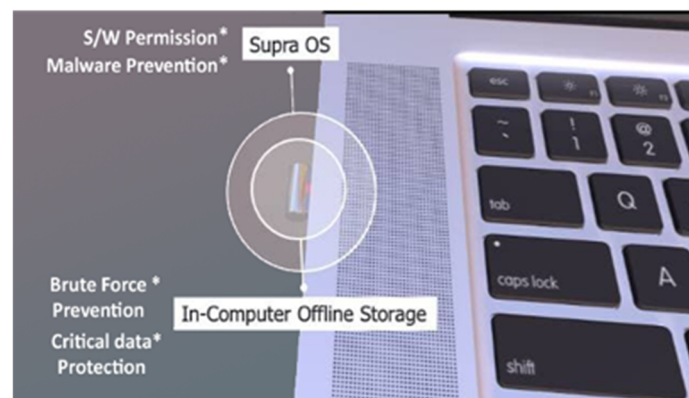 S/W Permission*
Malware Prevention*
Supra OS
Brute Force *
Prevention
Critical data*
Protection
In-Computer Offline Storage
esc
F1
F2
~
`
!
1
@
2
tab
Q
caps lock
A
shift